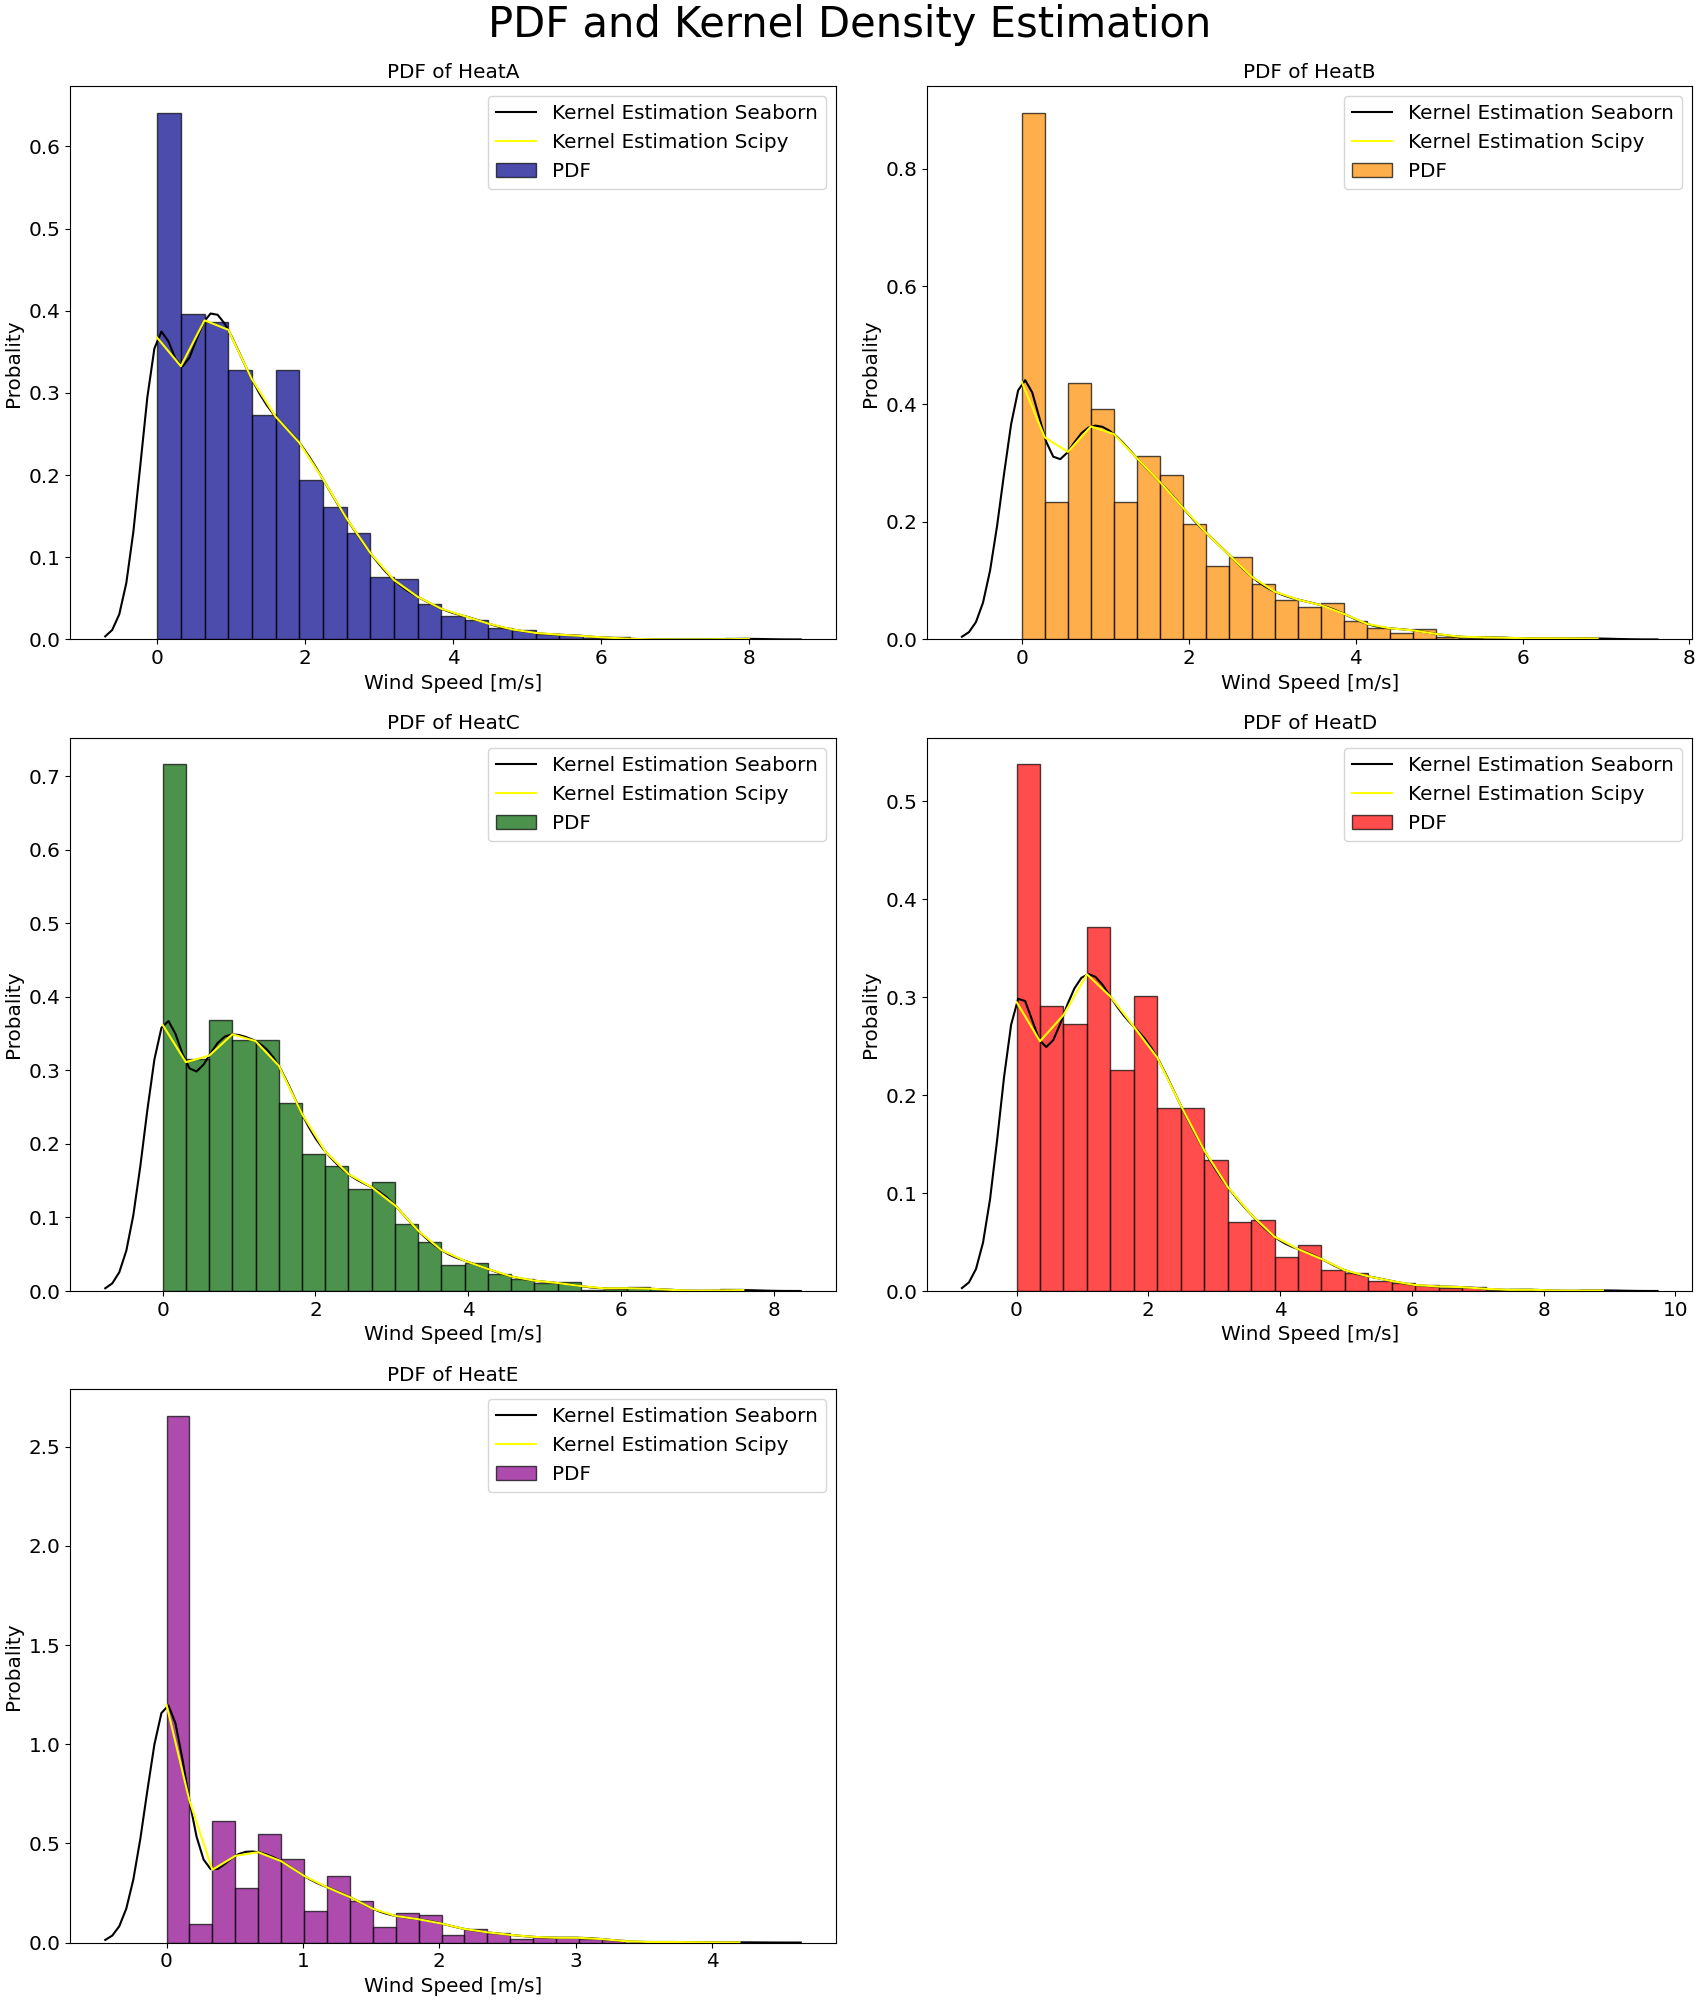 PDF and Kernel Density Estimation
PDF of HeatA
Kernel Estimation Seaborn
Kernel Estimation Scipy
PDF
Probality
0.6
0.5
0.4
0.3
0.2
0.1
0.0
0 2 4 6 8
Wind Speed [m/s]
PDF of HeatB
Kernel Estimation Seaborn
Kernel Estimation Scipy
PDF
Probality
0.8
0.6
0.4
0.2
0.0
0 2 4 6 8
Wind Speed [m/s]
PDF of HeatC
Kernel Estimation Seaborn
Kernel Estimation Scipy
PDF
Probality
0.7
0.6
0.5
0.4
0.3
0.2
0.1
0.0
0 2 4 6 8
Wind Speed [m/s]
PDF of HeatD
Kernel Estimation Seaborn
Kernel Estimation Scipy
PDF
Probality
0.5
0.4
0.3
0.2
0.1
0.0
0 2 4 6 8 10
Wind Speed [m/s]
PDF of HeatE
Kernel Estimation Seaborn
Kernel Estimation Scipy
PDF
Probality
2.5
2.0
1.5
1.0
0.5
0.0
0 1 2 3 4
Wind Speed [m/s]